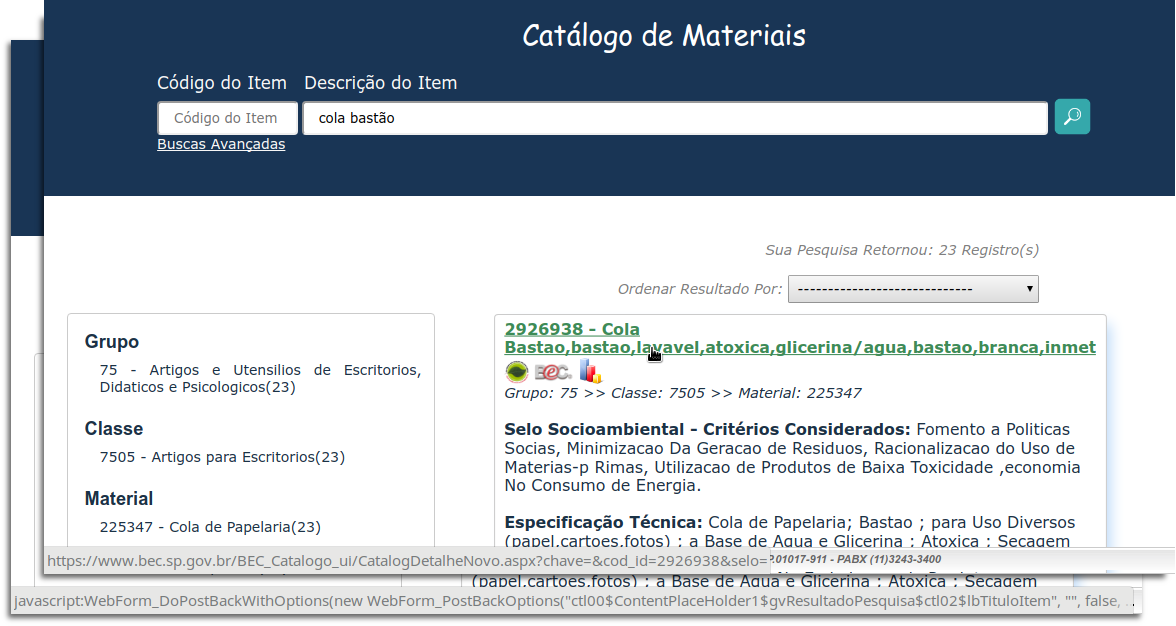 Catálogo de Materiais
Código do Item Descrição do Item
Código do Item cola bastão
Buscas Avançadas
Sua Pesquisa Retornou: 23 Registro(s)
Ordenar Resultado Por: ----------------------------
Grupo
75 - Artigos e Utensilios de Escritorios,
Didaticos e Psicologicos(23)
Classe
7505 - Artigos para Escritorios(23)
Material
225347 - Cola de Papelaria(23)
2926938 - Cola
Bastao,bastao,lavavel,atoxica,glicerina/agua,bastao,branca,inmet
BEC.
Grupo: 75 >> Classe: 7505 >> Material: 225347
Selo Socioambiental - Critérios Considerados: Fomento a Politicas
Socias, Minimizacao Da Geracao de Residuos, Racionalizacao do Uso de
Materias-p Rimas, Utilizacao de Produtos de Baixa Toxicidade ,economia
No Consumo de Energia.
Especificação Técnica: Cola de Papelaria; Bastao ; para Uso Diversos
(papel,cartoes,fotos) ; a Base de Agua e Glicerina ; Atoxica ; Secagem
https://www.bec.sp.gov.br/BEC_Catalogo_ui/CatalogDetalheNovo.aspx?chave=&cod_id=2926938&selo= P.01017-911 - PABX (11)3243-3400
(papel,cartoes,fotos) ; a Base de Agua e Glicerina ; Atoxica ; Secagem
javascript:WebForm_DoPostBackWithOptions(new WebForm_PostBackOptions("ctl00$ContentPlaceHolder1$gvResultadoPesquisa$ctl02$lbTituloItem", "", false, ...